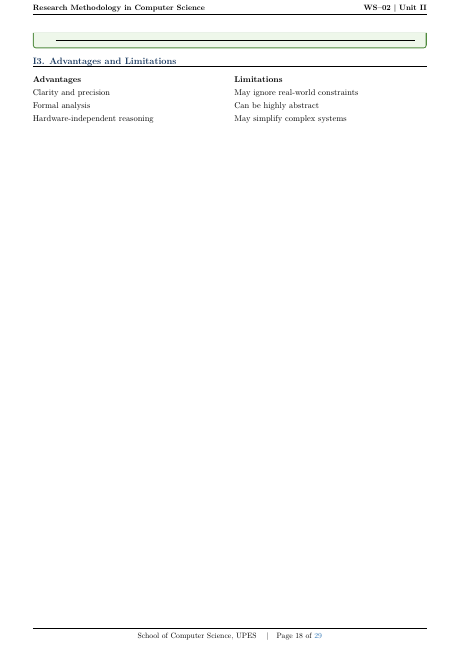 Research Methodology in Computer Science WS–02 | Unit II
I3. Advantages and Limitations
Advantages Limitations
Clarity and precision May ignore real-world constraints
Formal analysis Can be highly abstract
Hardware-independent reasoning May simplify complex systems
School of Computer Science, UPES | Page 18 of 29